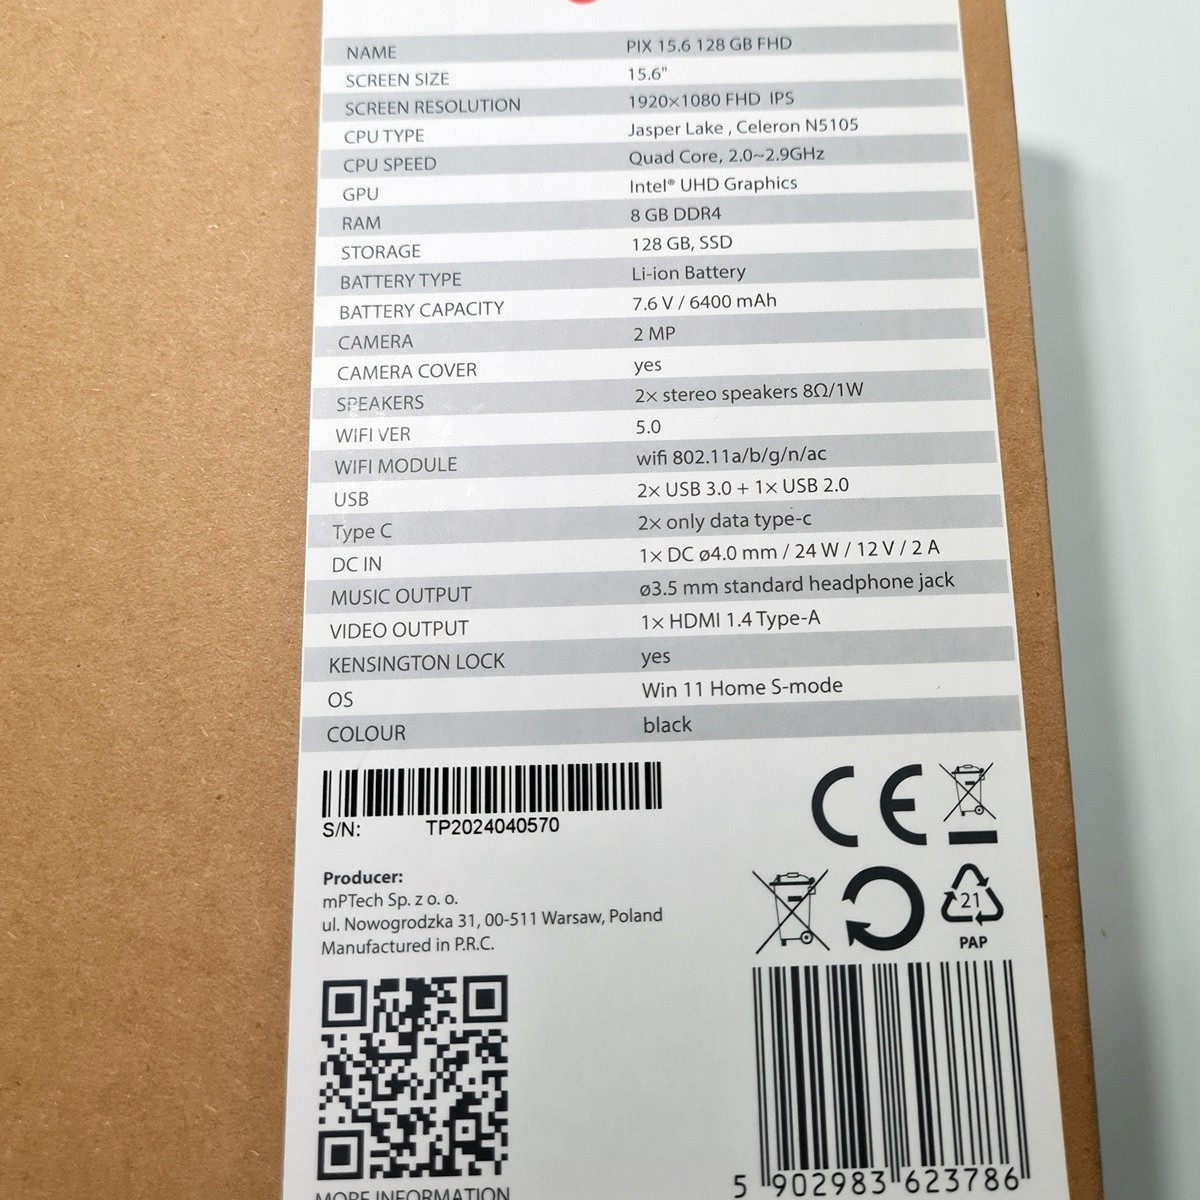 NAME PIX 15.6 128 GB FHD
SCREEN SIZE 15.6"
SCREEN RESOLUTION 1920×1080 FHD IPS
CPU TYPE Jasper Lake , Celeron N5105
CPU SPEED Quad Core, 2.0~2.9GHz
GPU Intel® UHD Graphics
RAM 8 GB DDR4
STORAGE 128 GB, SSD
BATTERY TYPE Li-ion Battery
BATTERY CAPACITY 7.6 V / 6400 mAh
CAMERA 2 MP
CAMERA COVER yes
SPEAKERS 2× stereo speakers 8Ω/1W
WIFI VER 5.0
WIFI MODULE wifi 802.11a/b/g/n/ac
USB 2× USB 3.0 + 1× USB 2.0
Type C 2× only data type-c
DC IN 1× DC ø4.0 mm / 24 W / 12 V / 2 A
MUSIC OUTPUT ø3.5 mm standard headphone jack
VIDEO OUTPUT 1× HDMI 1.4 Type-A
KENSINGTON LOCK yes
OS Win 11 Home S-mode
COLOUR black
S/N: TP2024040570
CE
Producer:
mPTech Sp. z o. o.
ul. Nowogrodzka 31, 00-511 Warsaw, Poland
Manufactured in P.R.C.
21
PAP
5 902983 623786
MORE INFORMATION